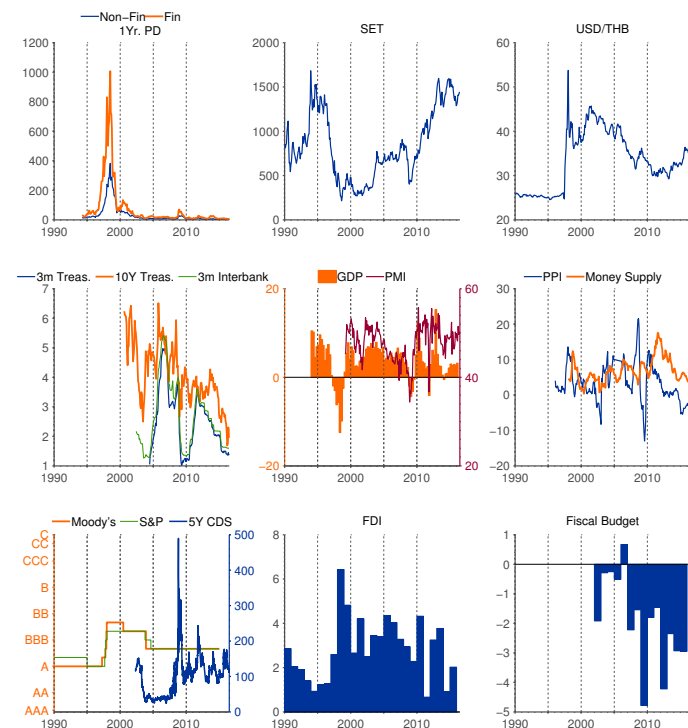 Non−Fin Fin
1Yr. PD
1200
1000
800
600
400
200
0
1990 2000 2010
SET
2000
1500
1000
500
0
1990 2000 2010
USD/THB
60
50
40
30
20
1990 2000 2010
3m Treas. 10Y Treas. 3m Interbank
7
6
5
4
3
2
1
1990 2000 2010
GDP PMI
20 60
10
0 40
−10
−20 20
1990 2000 2010
PPI Money Supply
30
20
10
0
−10
−20
1990 2000 2010
Moody's S&P 5Y CDS
C 500
CC
CCC
400
B
300
BB
BBB 200
A
100
AA
AAA 0
1990 2000 2010
FDI
8
6
4
2
0
1990 2000 2010
Fiscal Budget
1
0
−1
−2
−3
−4
−5
1990 2000 2010